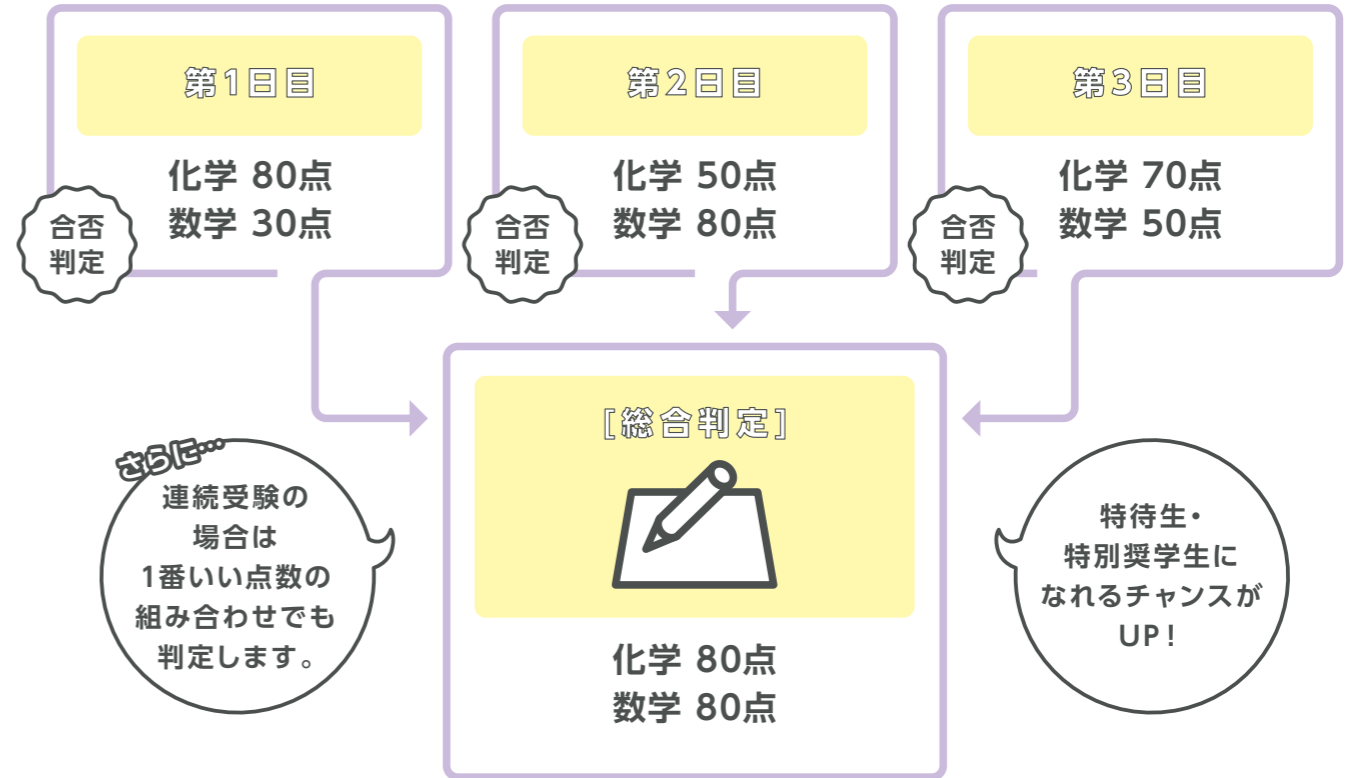 第1日目
化学 80点
数学 30点
合否
判定
第2日目
化学 50点
数学 80点
合否
判定
第3日目
化学 70点
数学 50点
合否
判定
さらに…
連続受験の
場合は
1番いい点数の
組み合わせでも
判定します。
[総合判定]
化学 80点
数学 80点
特待生・
特別奨学生に
なれるチャンスが
UP！